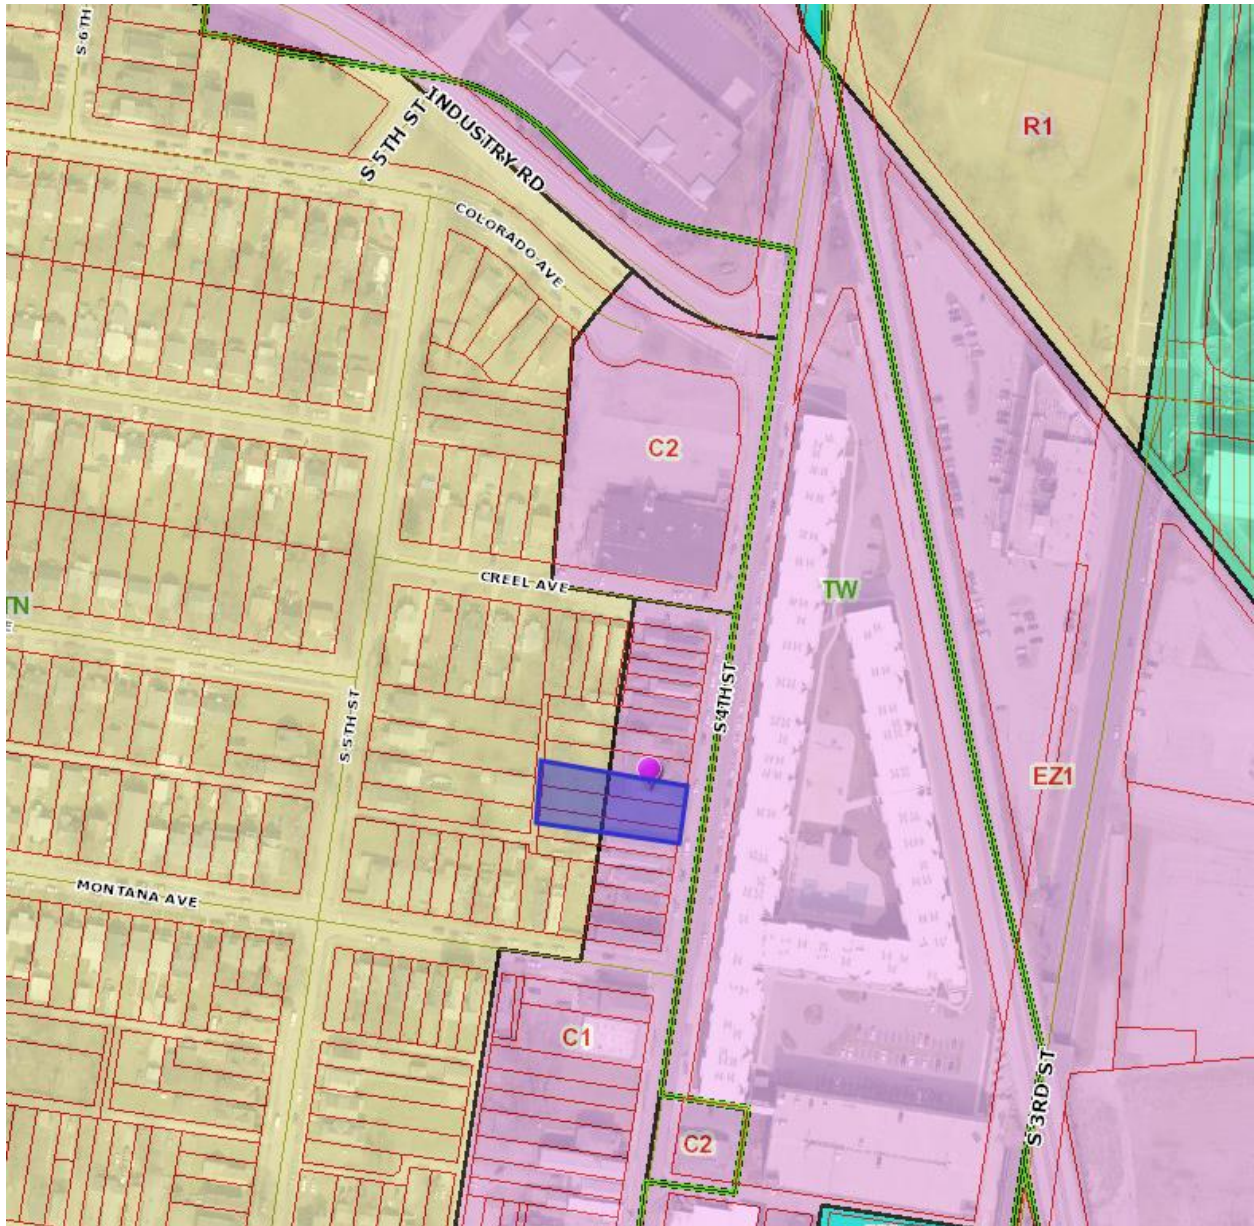 S 6TH
S 5TH ST
INDUSTRY RD
R1
COLORADO AVE
C2
CREEL AVE
TW
TN
S 4TH ST
S 5TH ST
EZ1
MONTANA AVE
C1
S 3RD ST
C2